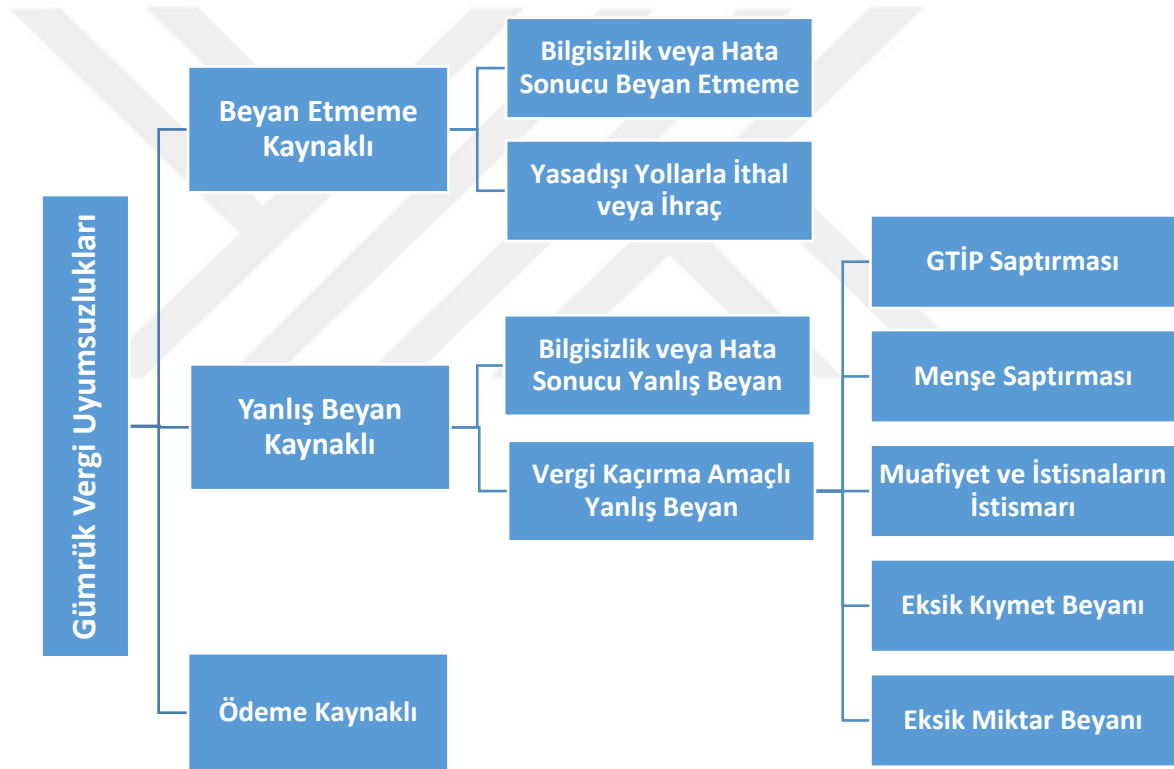 Gümrük Vergi Uyumsuzlukları
Beyan Etmeme
Kaynaklı
Bilgisizlik veya Hata
Sonucu Beyan Etmeme
Yasadışı Yollarla İthal
veya İhraç
Yanlış Beyan
Kaynaklı
Bilgisizlik veya Hata
Sonucu Yanlış Beyan
Vergi Kaçırma Amaçlı
Yanlış Beyan
GTİP Saptırması
Menşe Saptırması
Muafiyet ve İstisnaların
İstismarı
Eksik Kıymet Beyanı
Eksik Miktar Beyanı
Ödeme Kaynaklı